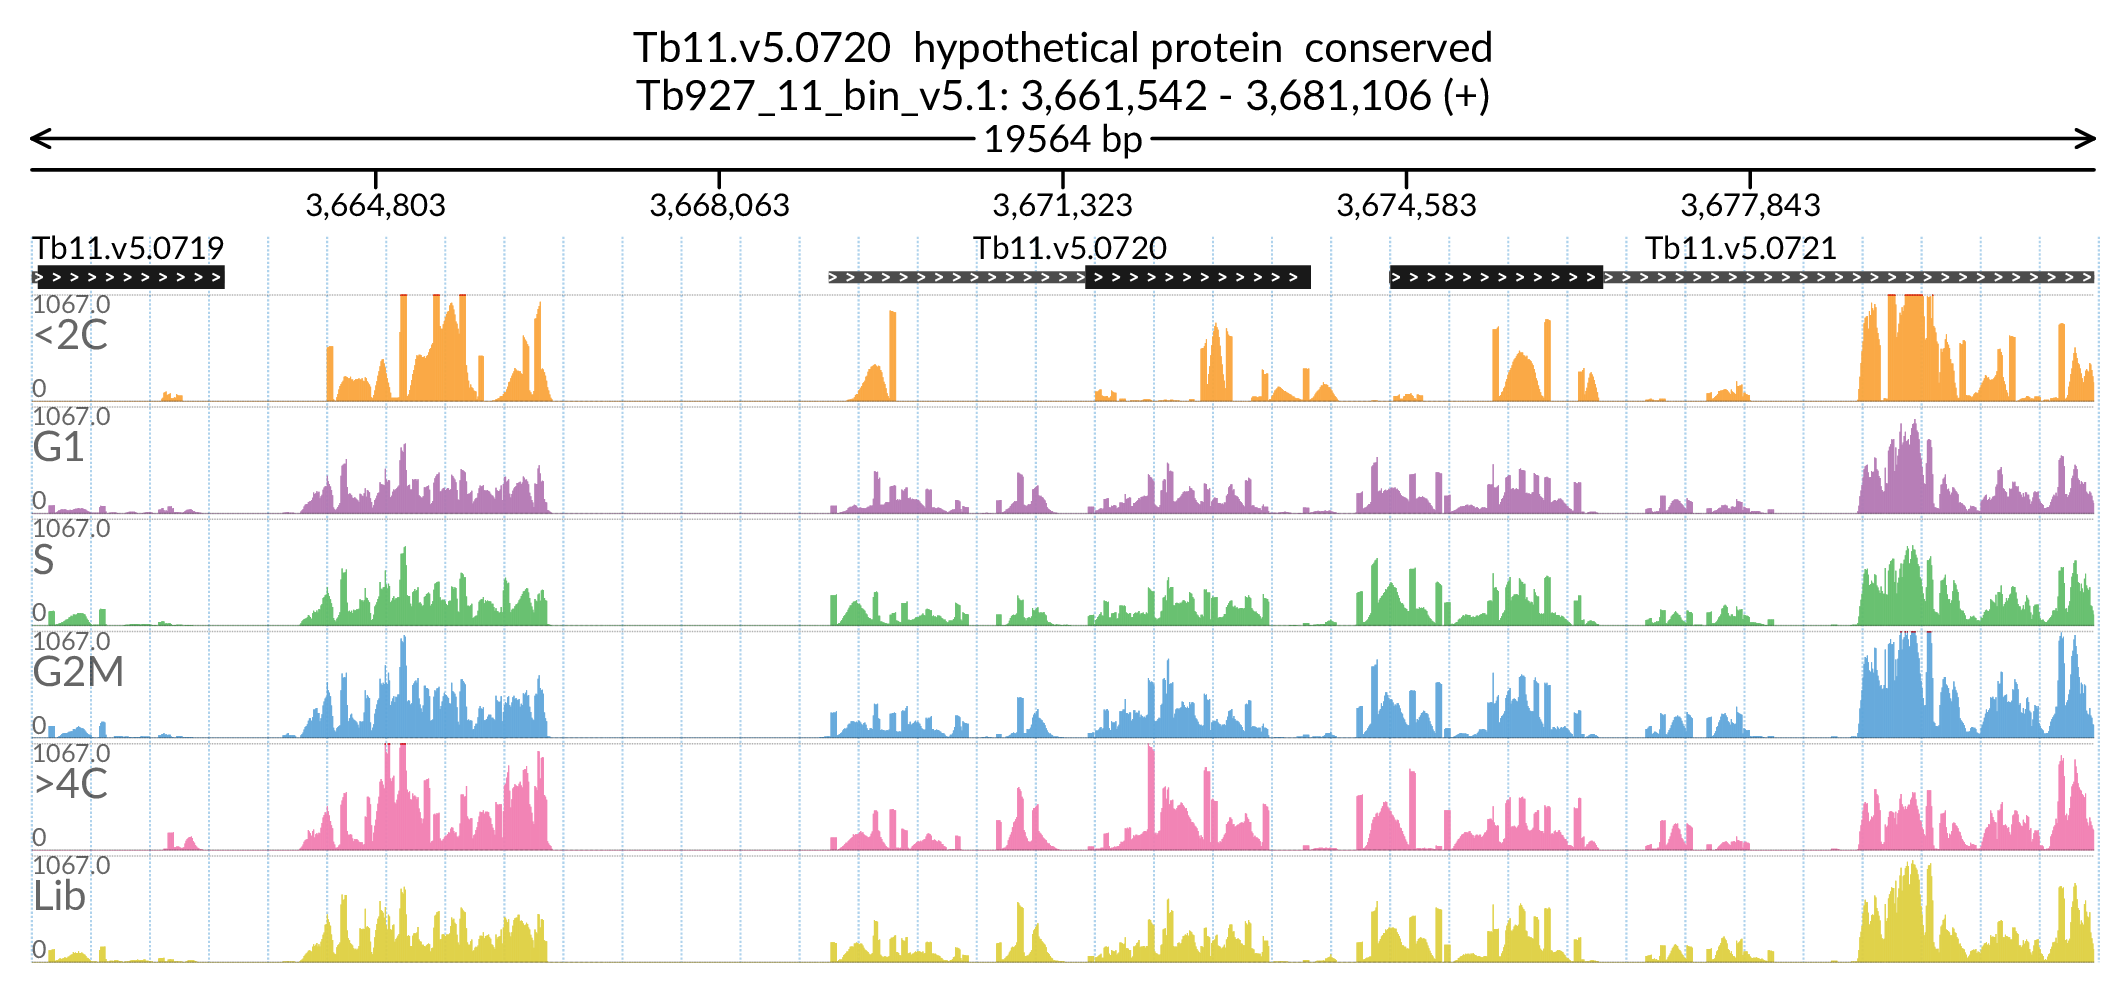 Tb11.v5.0720 hypothetical protein conserved
Tb927_11_bin_v5.1: 3,661,542 - 3,681,106 (+)
19564 bp
3,664,803 3,668,063 3,671,323 3,674,583 3,677,843
Tb11.v5.0719 Tb11.v5.0720 Tb11.v5.0721
1067.0
<2C
0
1067.0
G1
0
1067.0
S
0
1067.0
G2M
0
1067.0
>4C
0
1067.0
Lib
0